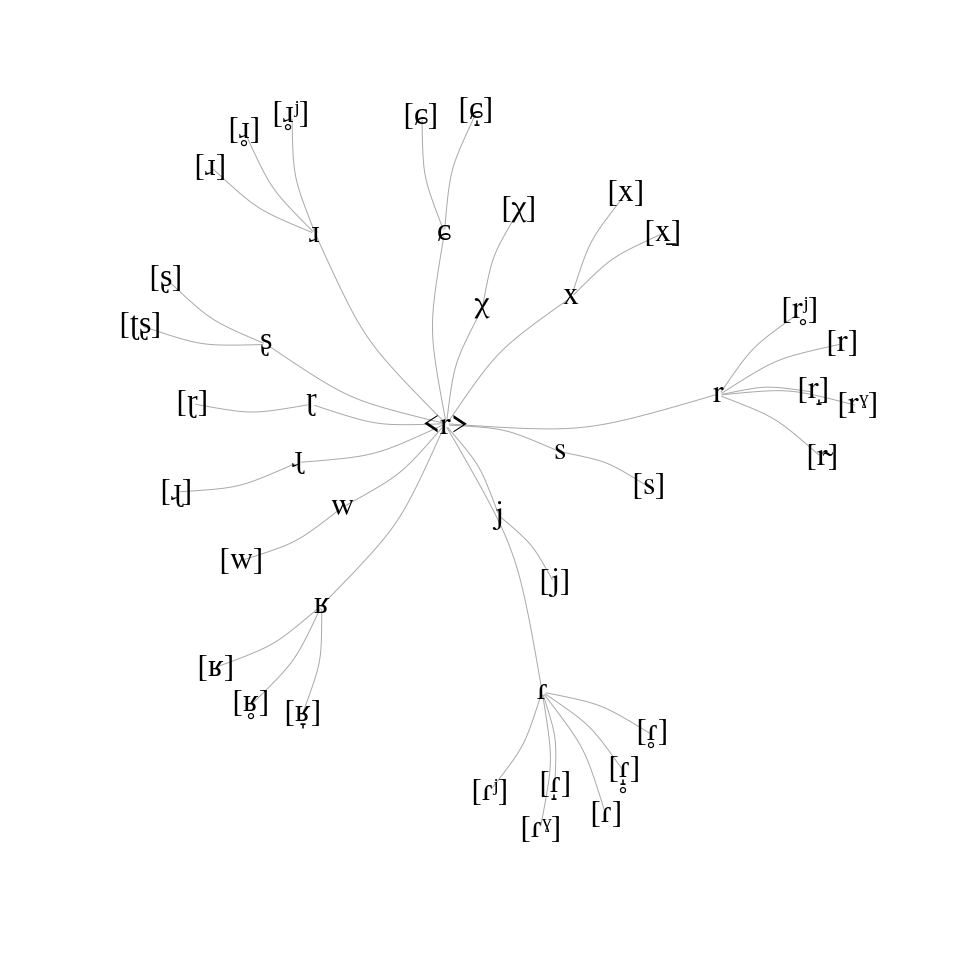 [ɕ] [ɕ̟]
[ɹ̥] [ɹ̥ʲ]
[ɹ]
[χ] [x] [x̠]
ɹ ɕ
[ʂ]
χ x
[r̥ʲ]
[ʈʂ] ʂ [r]
[ɽ] ɽ r [r̝] [rˠ]
<r>
s [r̴]
ɻ
[ɻ] [s]
w j
[w] [j]
ʁ
[ʁ]
[ʁ̥] [ʁ̞] ɾ
[ɾ̥]
[ɾʲ] [ɾ̞] [ɾ̞̊]
[ɾˠ] [ɾ]